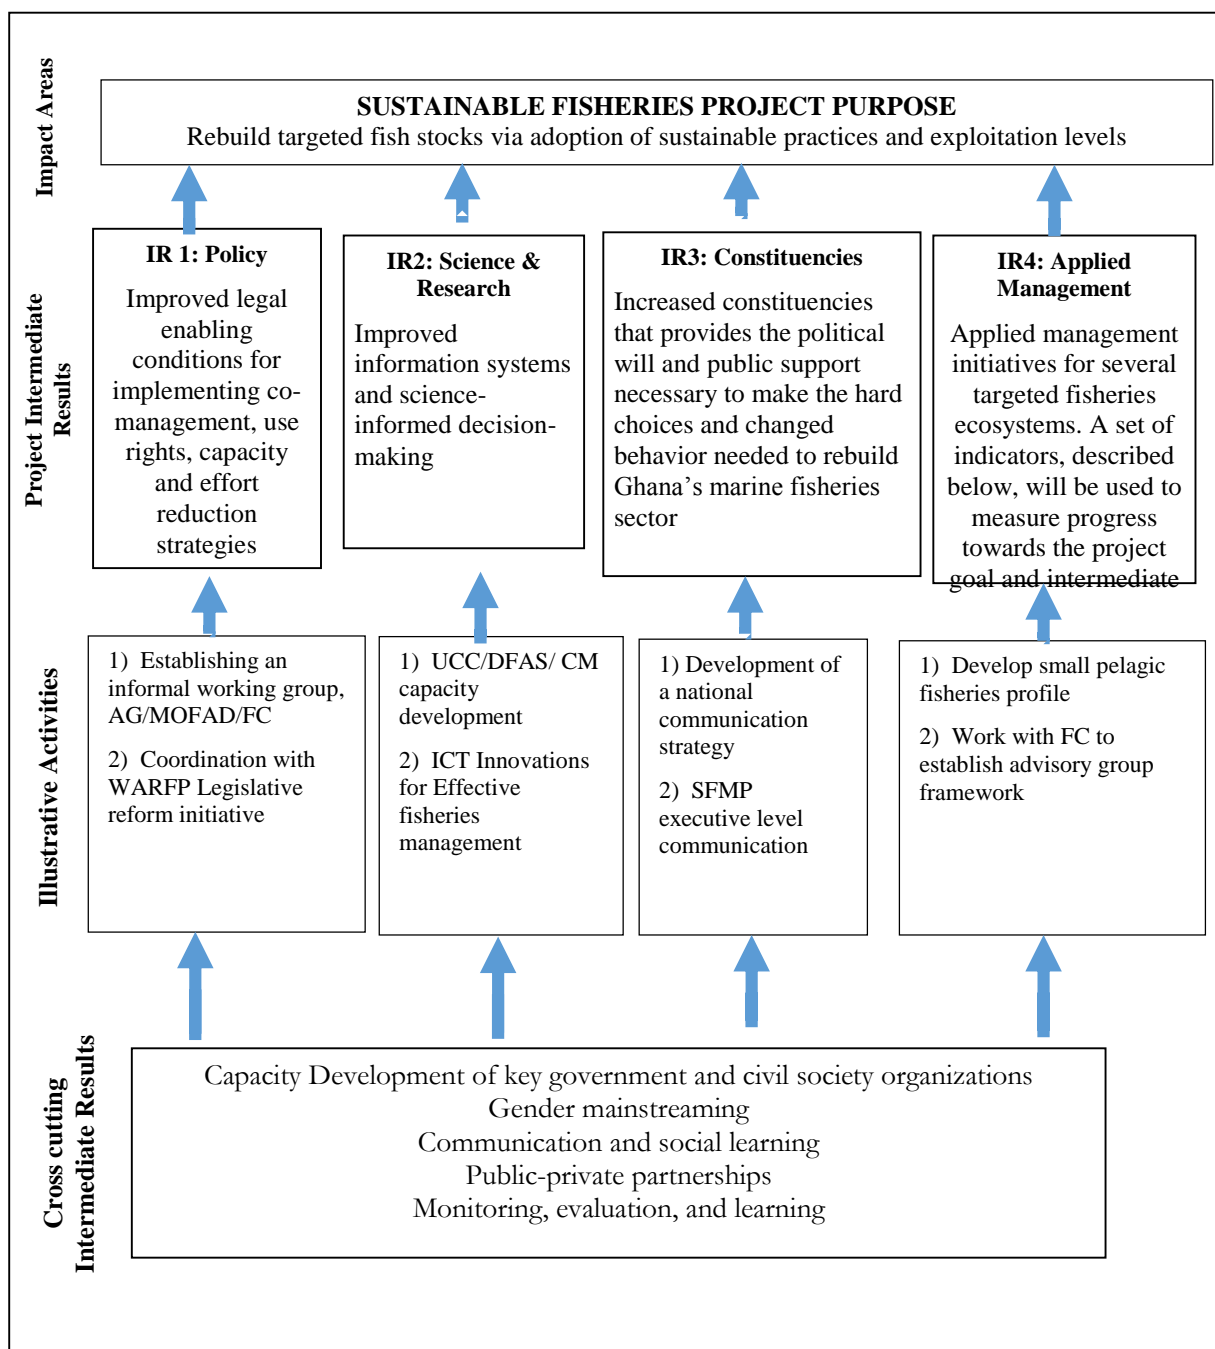 Impact Areas
SUSTAINABLE FISHERIES PROJECT PURPOSE
Rebuild targeted fish stocks via adoption of sustainable practices and exploitation levels
Project Intermediate
Results
IR 1: Policy
Improved legal
enabling
conditions for
implementing co-
management, use
rights, capacity
and effort
reduction
strategies
IR2: Science &
Research
Improved
information systems
and science-
informed decision-
making
IR3: Constituencies
Increased constituencies
that provides the political
will and public support
necessary to make the hard
choices and changed
behavior needed to rebuild
Ghana’s marine fisheries
sector
IR4: Applied
Management
Applied management
initiatives for several
targeted fisheries
ecosystems. A set of
indicators, described
below, will be used to
measure progress
towards the project
goal and intermediate
Illustrative Activities
1) Establishing an
informal working group,
AG/MOFAD/FC
2) Coordination with
WARFP Legislative
reform initiative
1) UCC/DFAS/ CM
capacity
development
2) ICT Innovations
for Effective
fisheries
management
1) Development of
a national
communication
strategy
2) SFMP
executive level
communication
1) Develop small pelagic
fisheries profile
2) Work with FC to
establish advisory group
framework
Cross cutting
Intermediate Results
Capacity Development of key government and civil society organizations
Gender mainstreaming
Communication and social learning
Public-private partnerships
Monitoring, evaluation, and learning